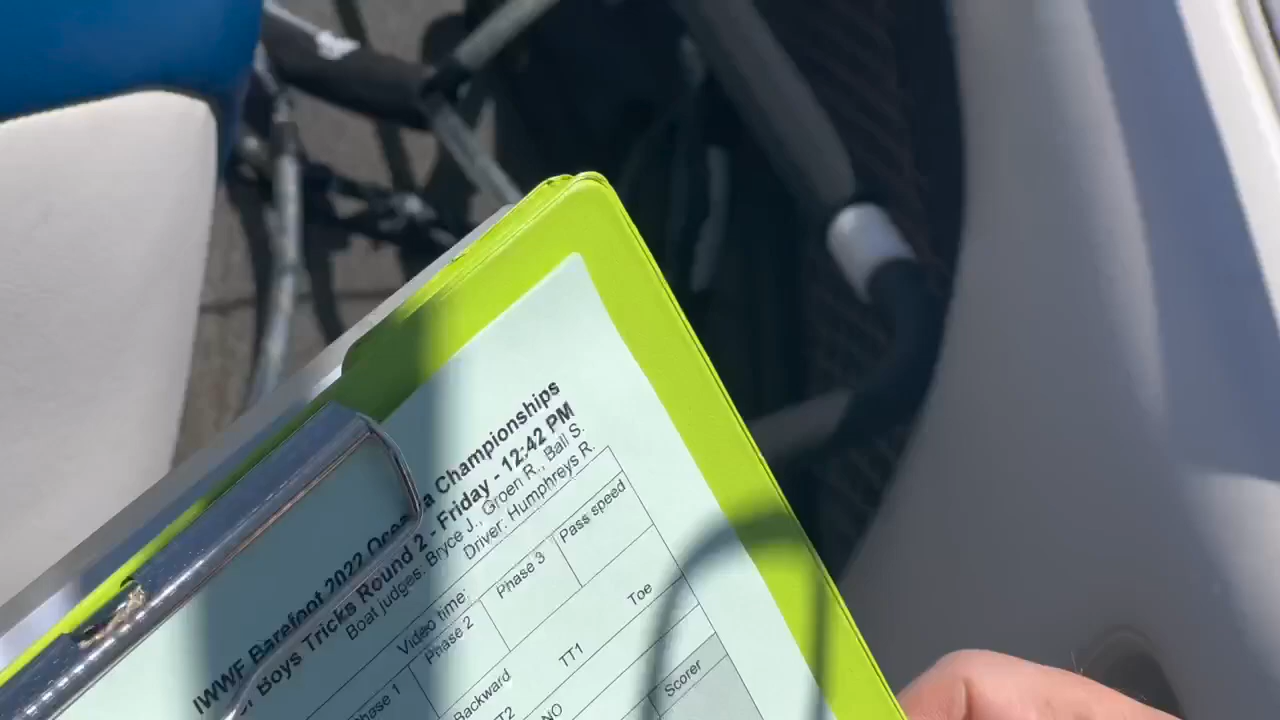 IWWF Barefoot 2022 Championships
Boys Tricks Round 2 - Friday - 12:42 PM
Boat judges: Bryce J., Groen R., Ball S.
Driver: Humphreys R.
Video time:
Phase 1 Phase 2 Phase 3 Pass speed
Backward TT1 Toe
NO Scorer